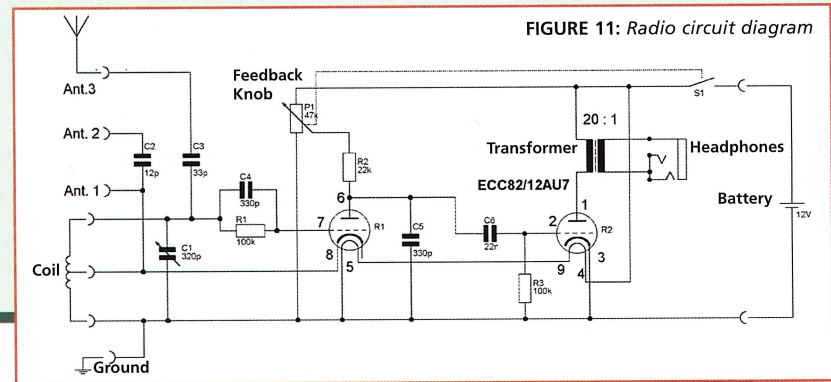 FIGURE 11: Radio circuit diagram
Ant.3
Feedback
Knob
P1
47k
S1
20 : 1
Ant. 2
C2
12p
C3
33p
R2
22k
Transformer
Headphones
ECC82/12AU7
Ant. 1
C4
330p
6
1
Battery
12V
R1
100k
7
R1
C5
330p
C6
22n
2
R2
C1
320p
8
5
9
4
3
Coil
R3
100k
Ground